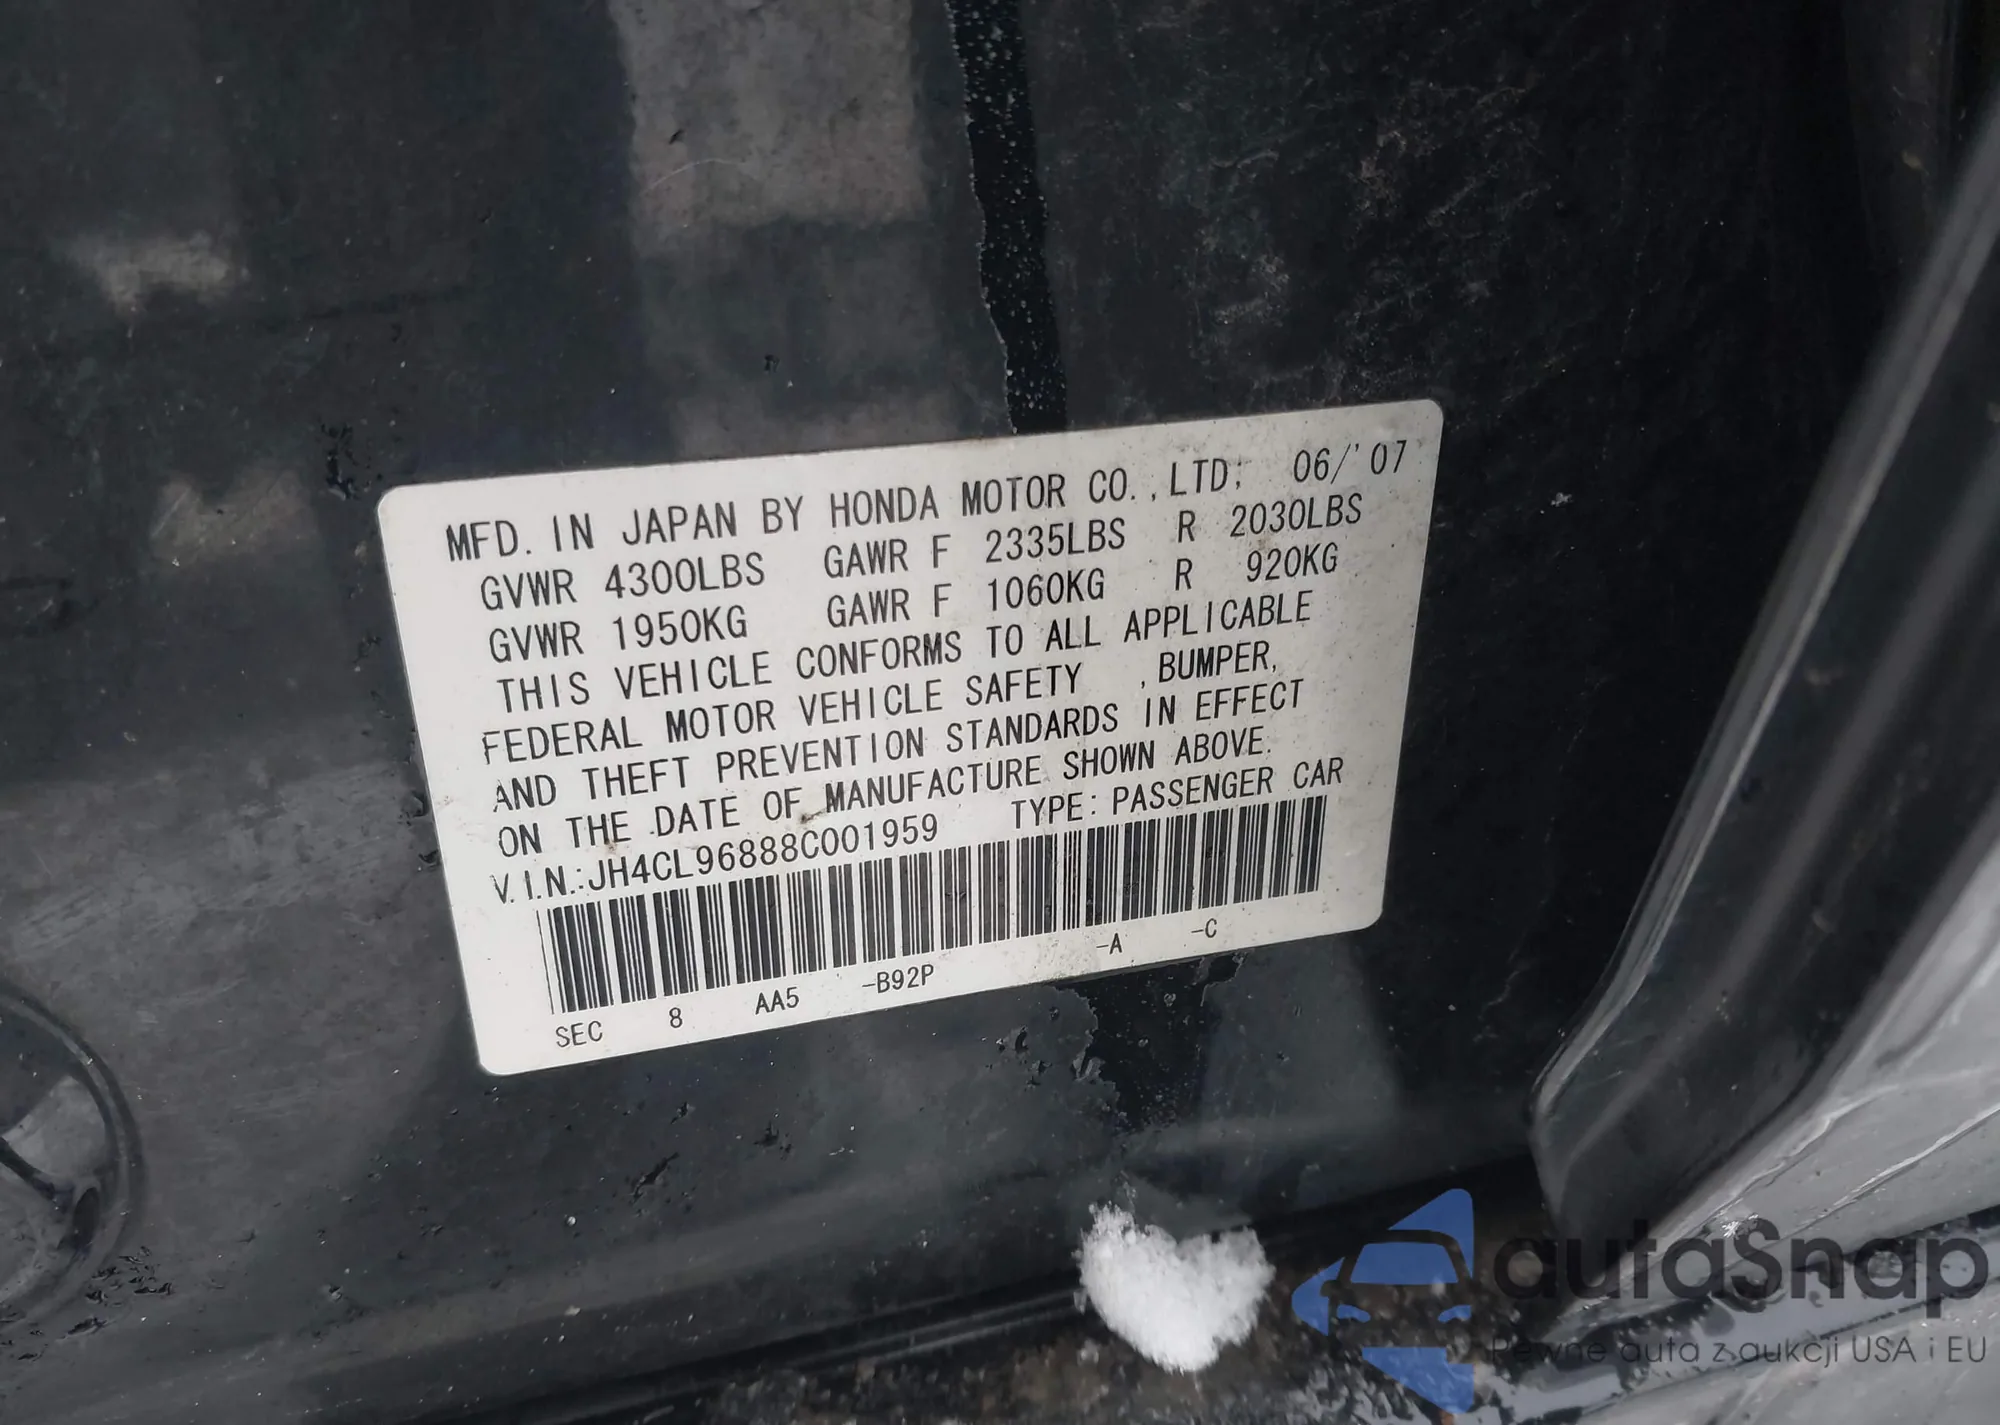 MFD. IN JAPAN BY HONDA MOTOR CO.,LTD; 06/'07
GVWR 4300LBS GAWR F 2335LBS R 2030LBS
GVWR 1950KG GAWR F 1060KG R 920KG
THIS VEHICLE CONFORMS TO ALL APPLICABLE
FEDERAL MOTOR VEHICLE SAFETY , BUMPER,
AND THEFT PREVENTION STANDARDS IN EFFECT
ON THE DATE OF MANUFACTURE SHOWN ABOVE.
V.I.N.:JH4CL96888C001959 TYPE: PASSENGER CAR
SEC 8 AA5 -B92P -A -C
autaSnap
Pewne auta z aukcji USA i EU